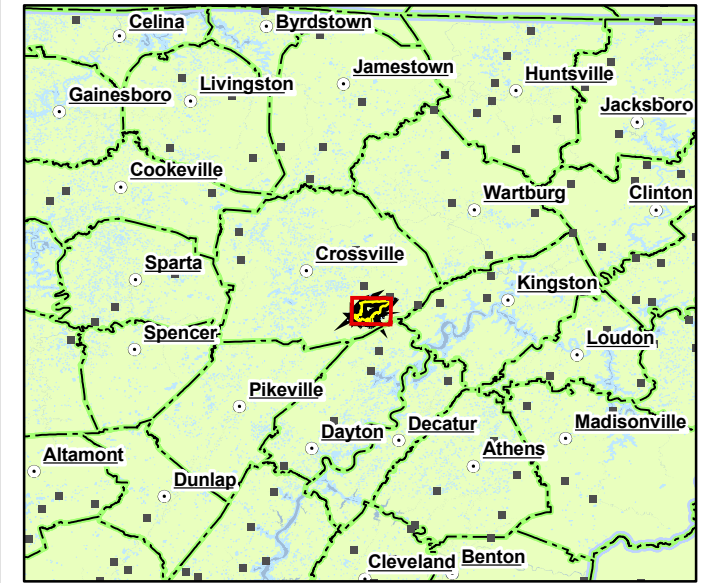 Celina
Byrdstown
Jamestown
Huntsville
Livingston
Gainesboro
Jacksboro
Cookeville
Wartburg
Clinton
Crossville
Sparta
Kingston
Spencer
Loudon
Pikeville
Dayton
Decatur
Madisonville
Athens
Altamont
Dunlap
Cleveland
Benton